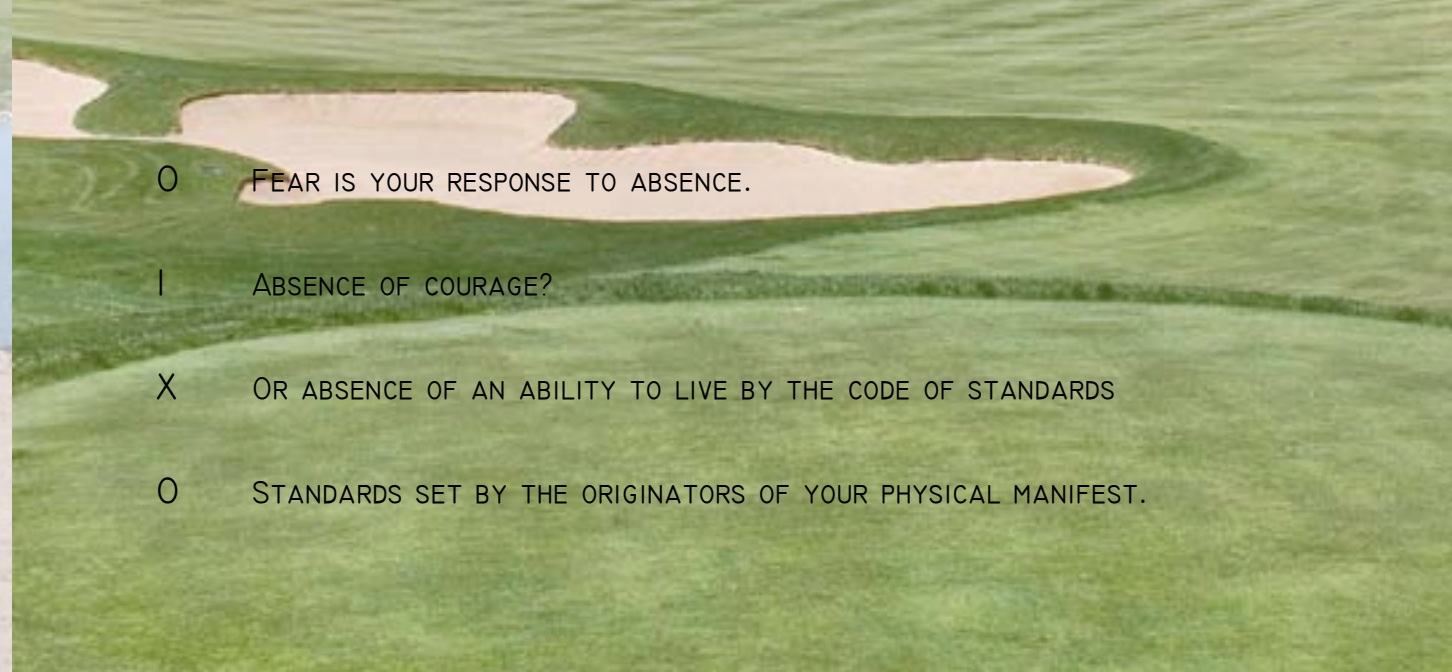 O Fear is your response to absence.
I Absence of courage?
X Or absence of an ability to live by the code of standards
O Standards set by the originators of your physical manifest.